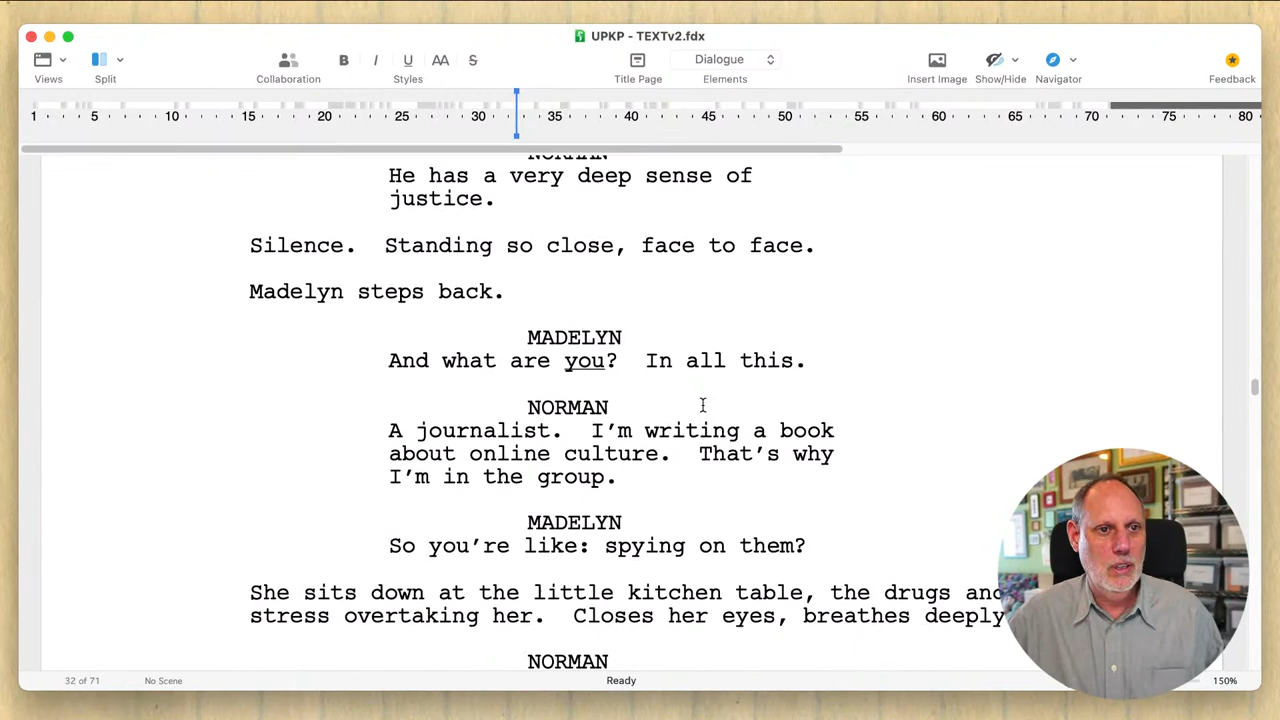 UPKP - TEXTv2.fdx
B I U AA S Dialogue
Views Split Collaboration Styles Title Page Elements Insert Image Show/Hide Navigator Feedback
1 5 10 15 20 25 30 35 40 45 50 55 60 65 70 75 80
NORMAN
He has a very deep sense of
justice.
Silence.  Standing so close, face to face.
Madelyn steps back.
MADELYN
And what are you?  In all this.
NORMAN
A journalist.  I’m writing a book
about online culture.  That’s why
I’m in the group.
MADELYN
So you’re like: spying on them?
She sits down at the little kitchen table, the drugs and
stress overtaking her.  Closes her eyes, breathes deeply
NORMAN
32 of 71 No Scene Ready 150%